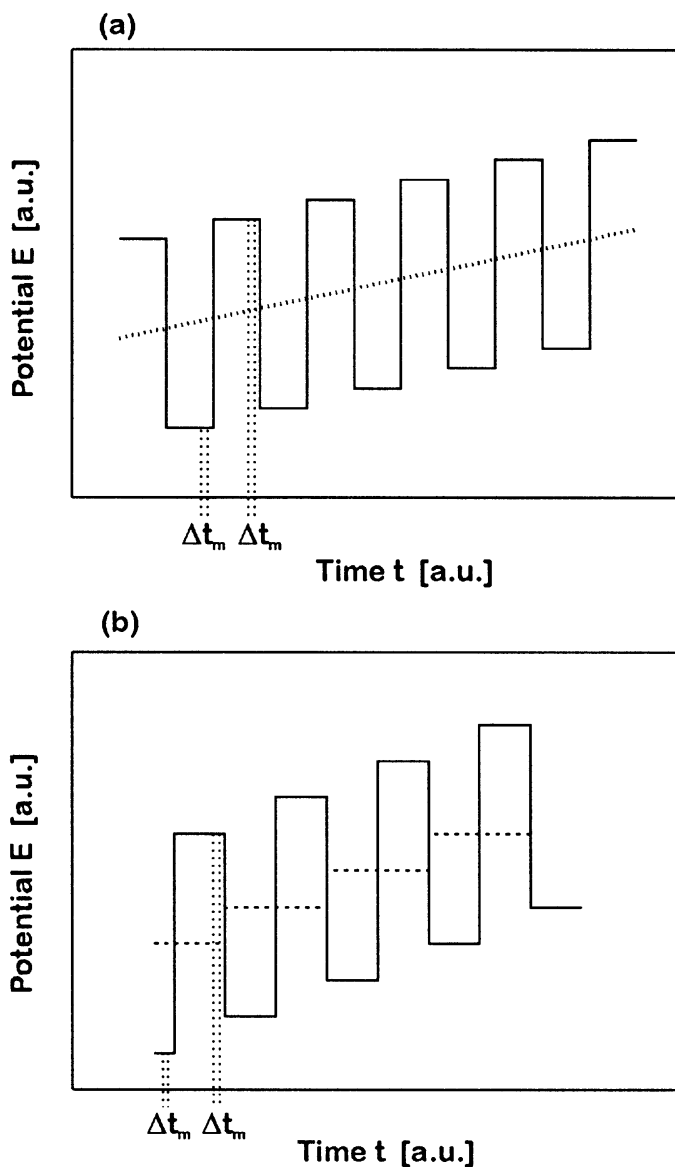 (a)
Potential E [a.u.]
Δtm Δtm
Time t [a.u.]
(b)
Potential E [a.u.]
Δtm Δtm
Time t [a.u.]